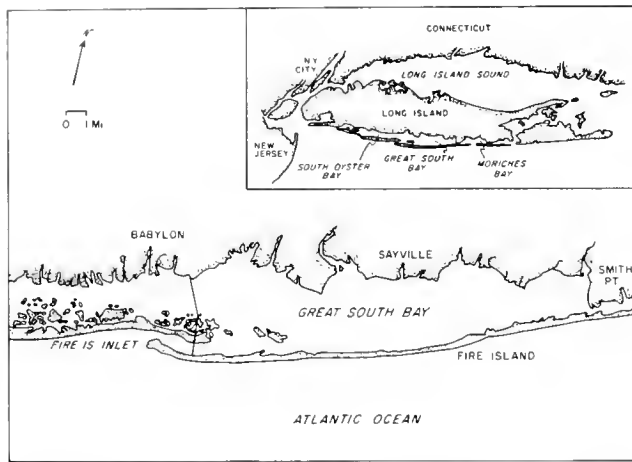 CONNECTICUT
NY
CITY
LONG ISLAND SOUND
LONG ISLAND
NEW
JERSEY
SOUTH OYSTER
BAY
GREAT SOUTH
BAY
MORICHES
BAY
0 1 MI
BABYLON
SAYVILLE
SMITH
PT
GREAT SOUTH BAY
FIRE IS INLET
FIRE ISLAND
ATLANTIC OCEAN